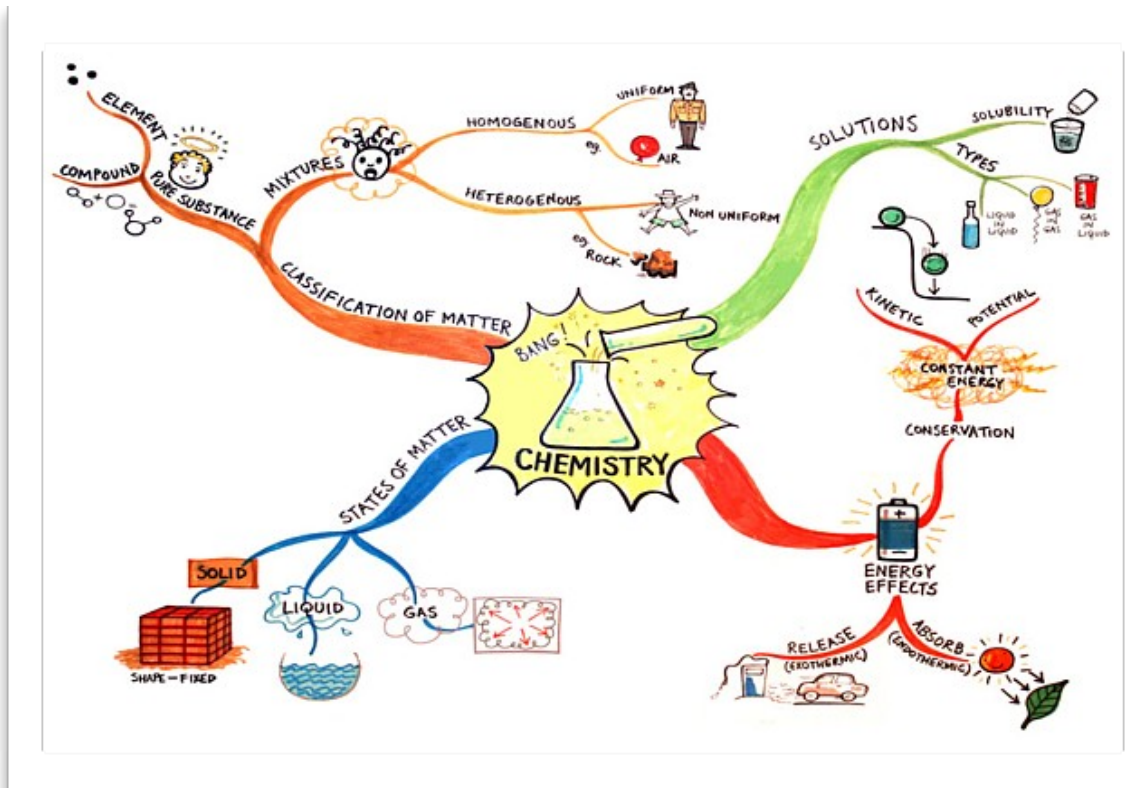 ELEMENT
COMPOUND
PURE SUBSTANCE
MIXTURES
HOMOGENOUS
UNIFORM
eg.
AIR
HETEROGENOUS
NON UNIFORM
eg.
ROCK
CLASSIFICATION OF MATTER
SOLUTIONS
SOLUBILITY
TYPES
LIQUID
IN
LIQUID
GAS
IN
GAS
GAS
IN
LIQUID
KINETIC
POTENTIAL
CONSTANT
ENERGY
CONSERVATION
BANG!
CHEMISTRY
STATES OF MATTER
SOLID
SHAPE-FIXED
LIQUID
GAS
+
-
ENERGY
EFFECTS
RELEASE
(EXOTHERMIC)
ABSORB-
(ENDOTHERMIC)